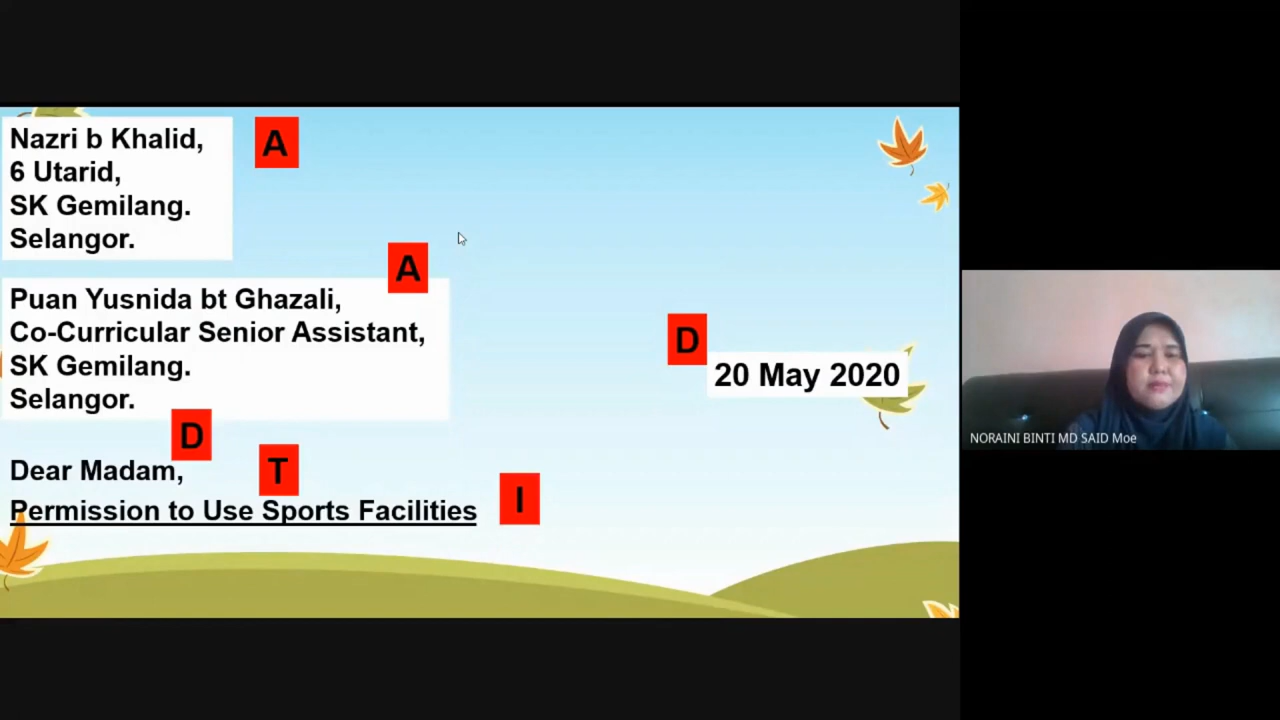 Nazri b Khalid,
6 Utarid,
SK Gemilang.
Selangor.
A
A
Puan Yusnida bt Ghazali,
Co-Curricular Senior Assistant,
SK Gemilang.
Selangor.
D
20 May 2020
D
Dear Madam,
T
Permission to Use Sports Facilities
I
NORAINI BINTI MD SAID Moe